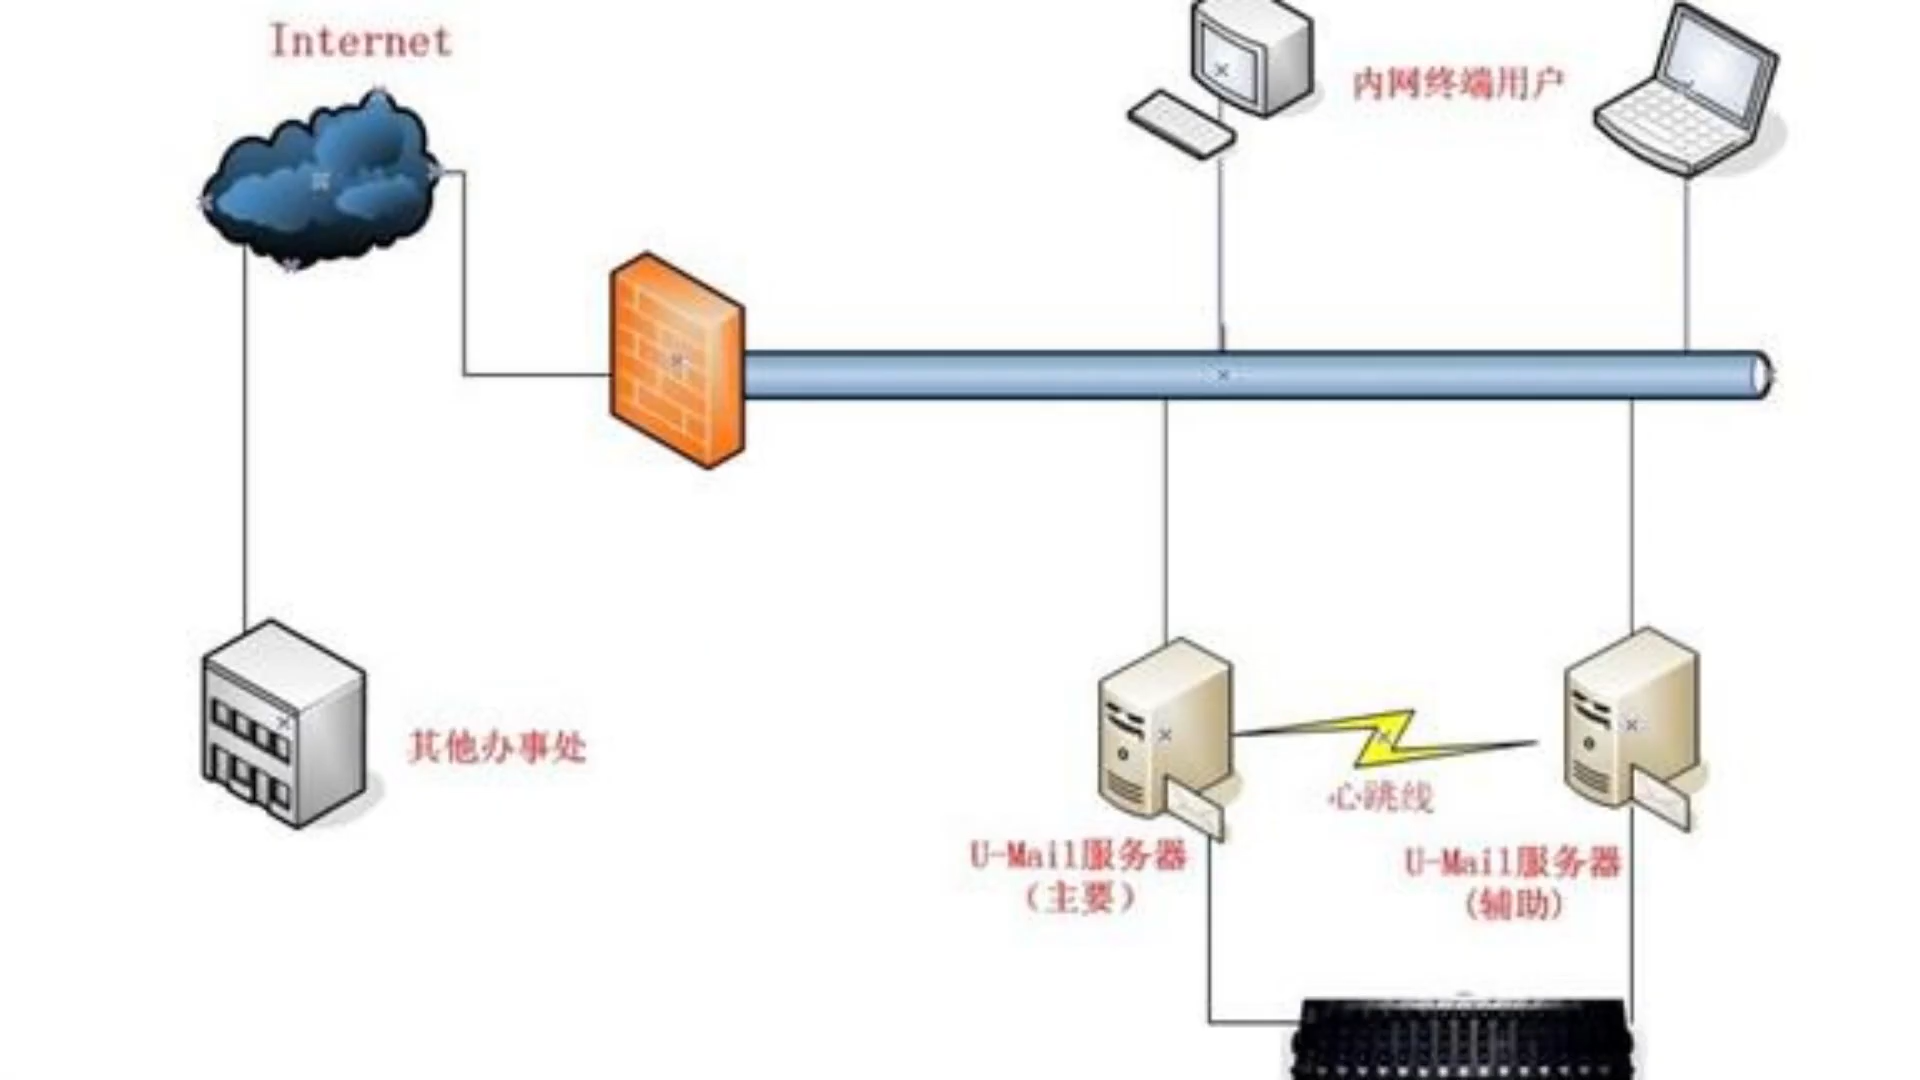 Internet
内网终端用户
其他办事处
心跳线
U-Mail服务器
（主要）
U-Mail服务器
(辅助)